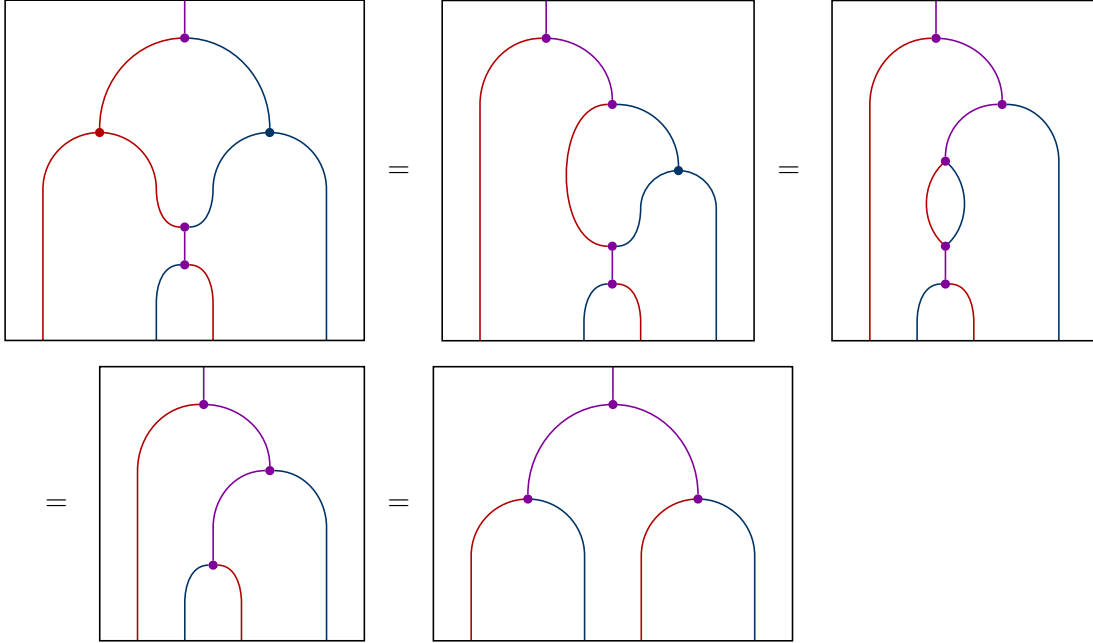 = =
= =